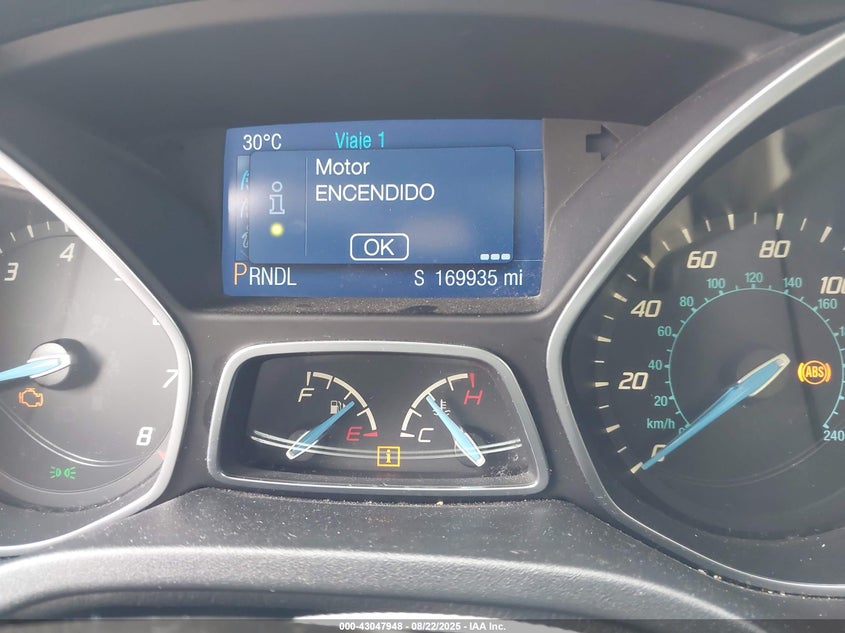 30°C Viaje 1
Motor
ENCENDIDO
i
OK
PRNDL S 169935 mi
3 4 7 8
F E
C H
i
0 20 40 60 80 100
20 40 60 80 100 120 140 160 240
km/h
ABS
#000-43047948 - 08/22/2025 - IAA Inc.